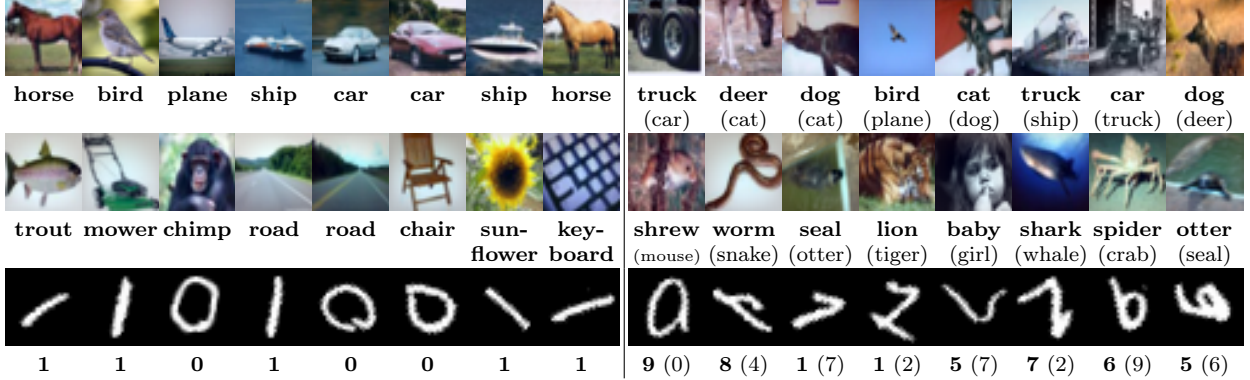 horse bird plane ship car car ship horse truck deer dog bird cat truck car dog
(car) (cat) (cat) (plane) (dog) (ship) (truck) (deer)
trout mower chimp road road chair sun- key- shrew worm seal lion baby shark spider otter
flower board (mouse) (snake) (otter) (tiger) (girl) (whale) (crab) (seal)
1 1 0 1 0 0 1 1 9 (0) 8 (4) 1 (7) 1 (2) 5 (7) 7 (2) 6 (9) 5 (6)